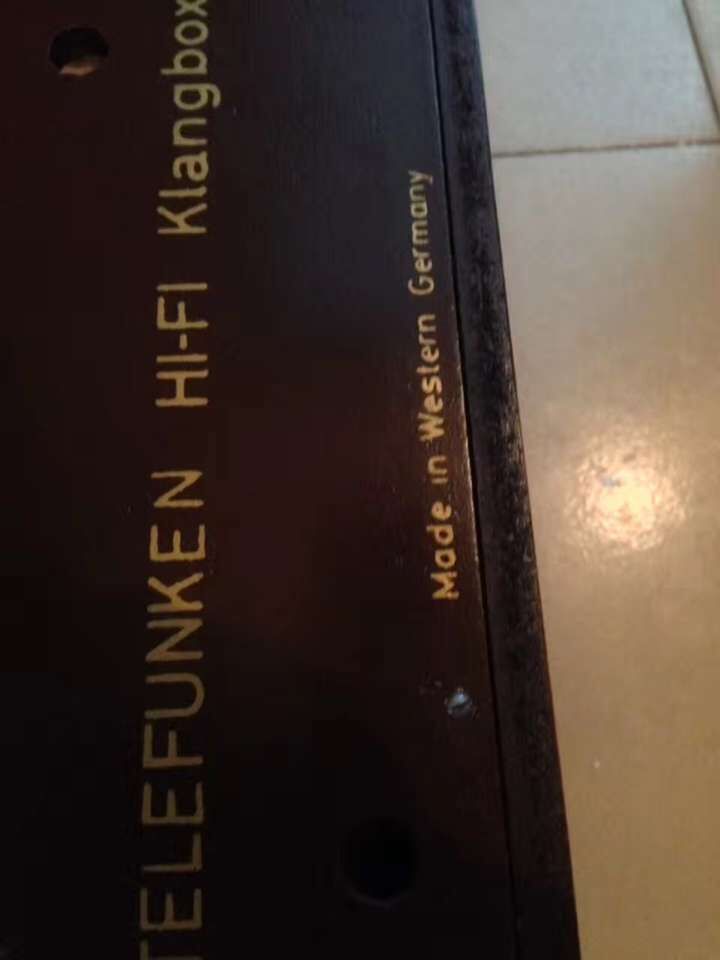 TELEFUNKEN HI-FI Klangbox
Made in Western Germany